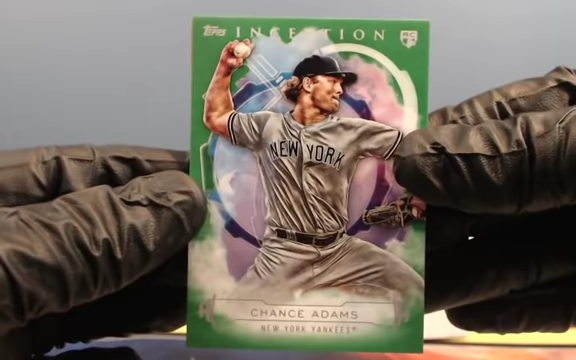 Topps INCEPTION RC
NEW YORK
CHANCE ADAMS
NEW YORK YANKEES®